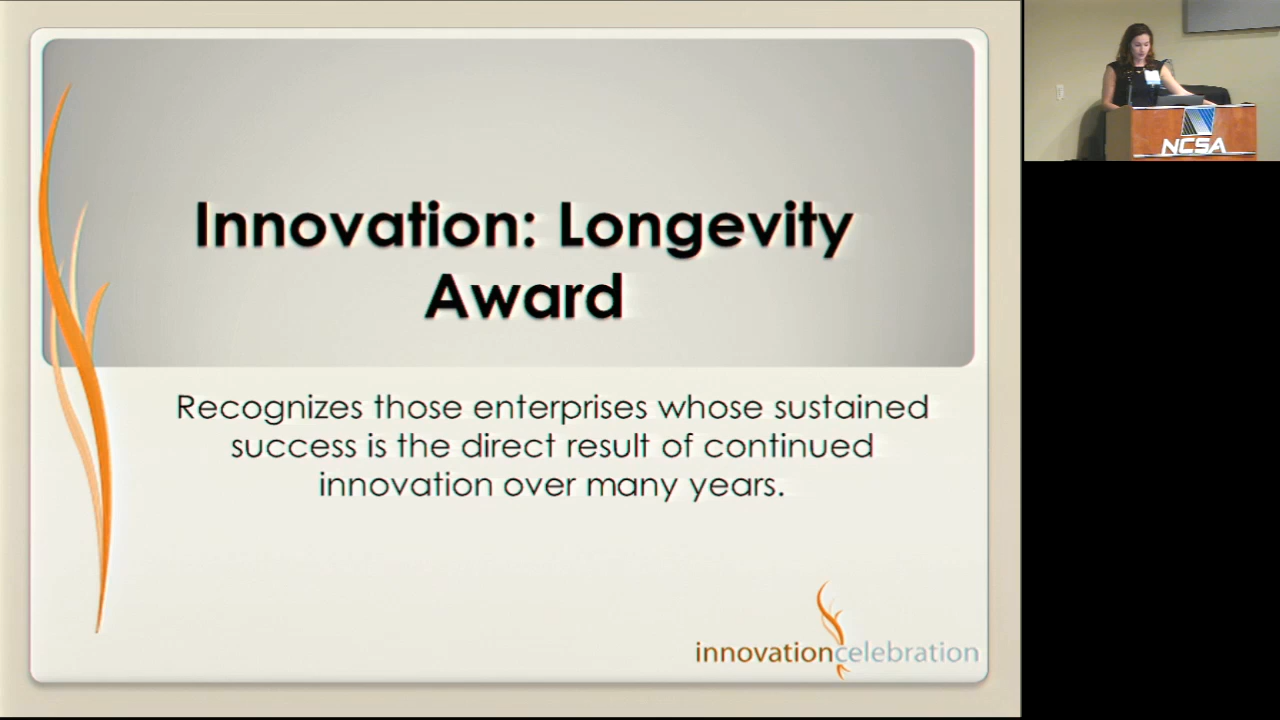 Innovation: Longevity
Award
Recognizes those enterprises whose sustained
success is the direct result of continued
innovation over many years.
innovationcelebration
NCSA